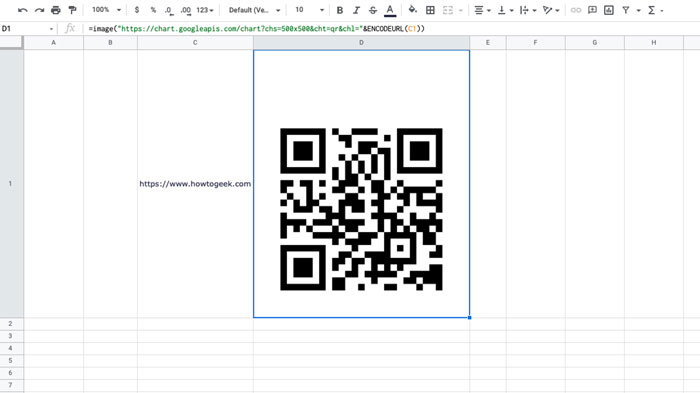 100% $ % .0 .00 123 Default (Ve... 10 B I S A
D1 fx =image("https://chart.googleapis.com/chart?chs=500x500&cht=qr&chl="&ENCODEURL(C1))
A B C D E F G H
1 https://www.howtogeek.com
2
3
4
5
6
7